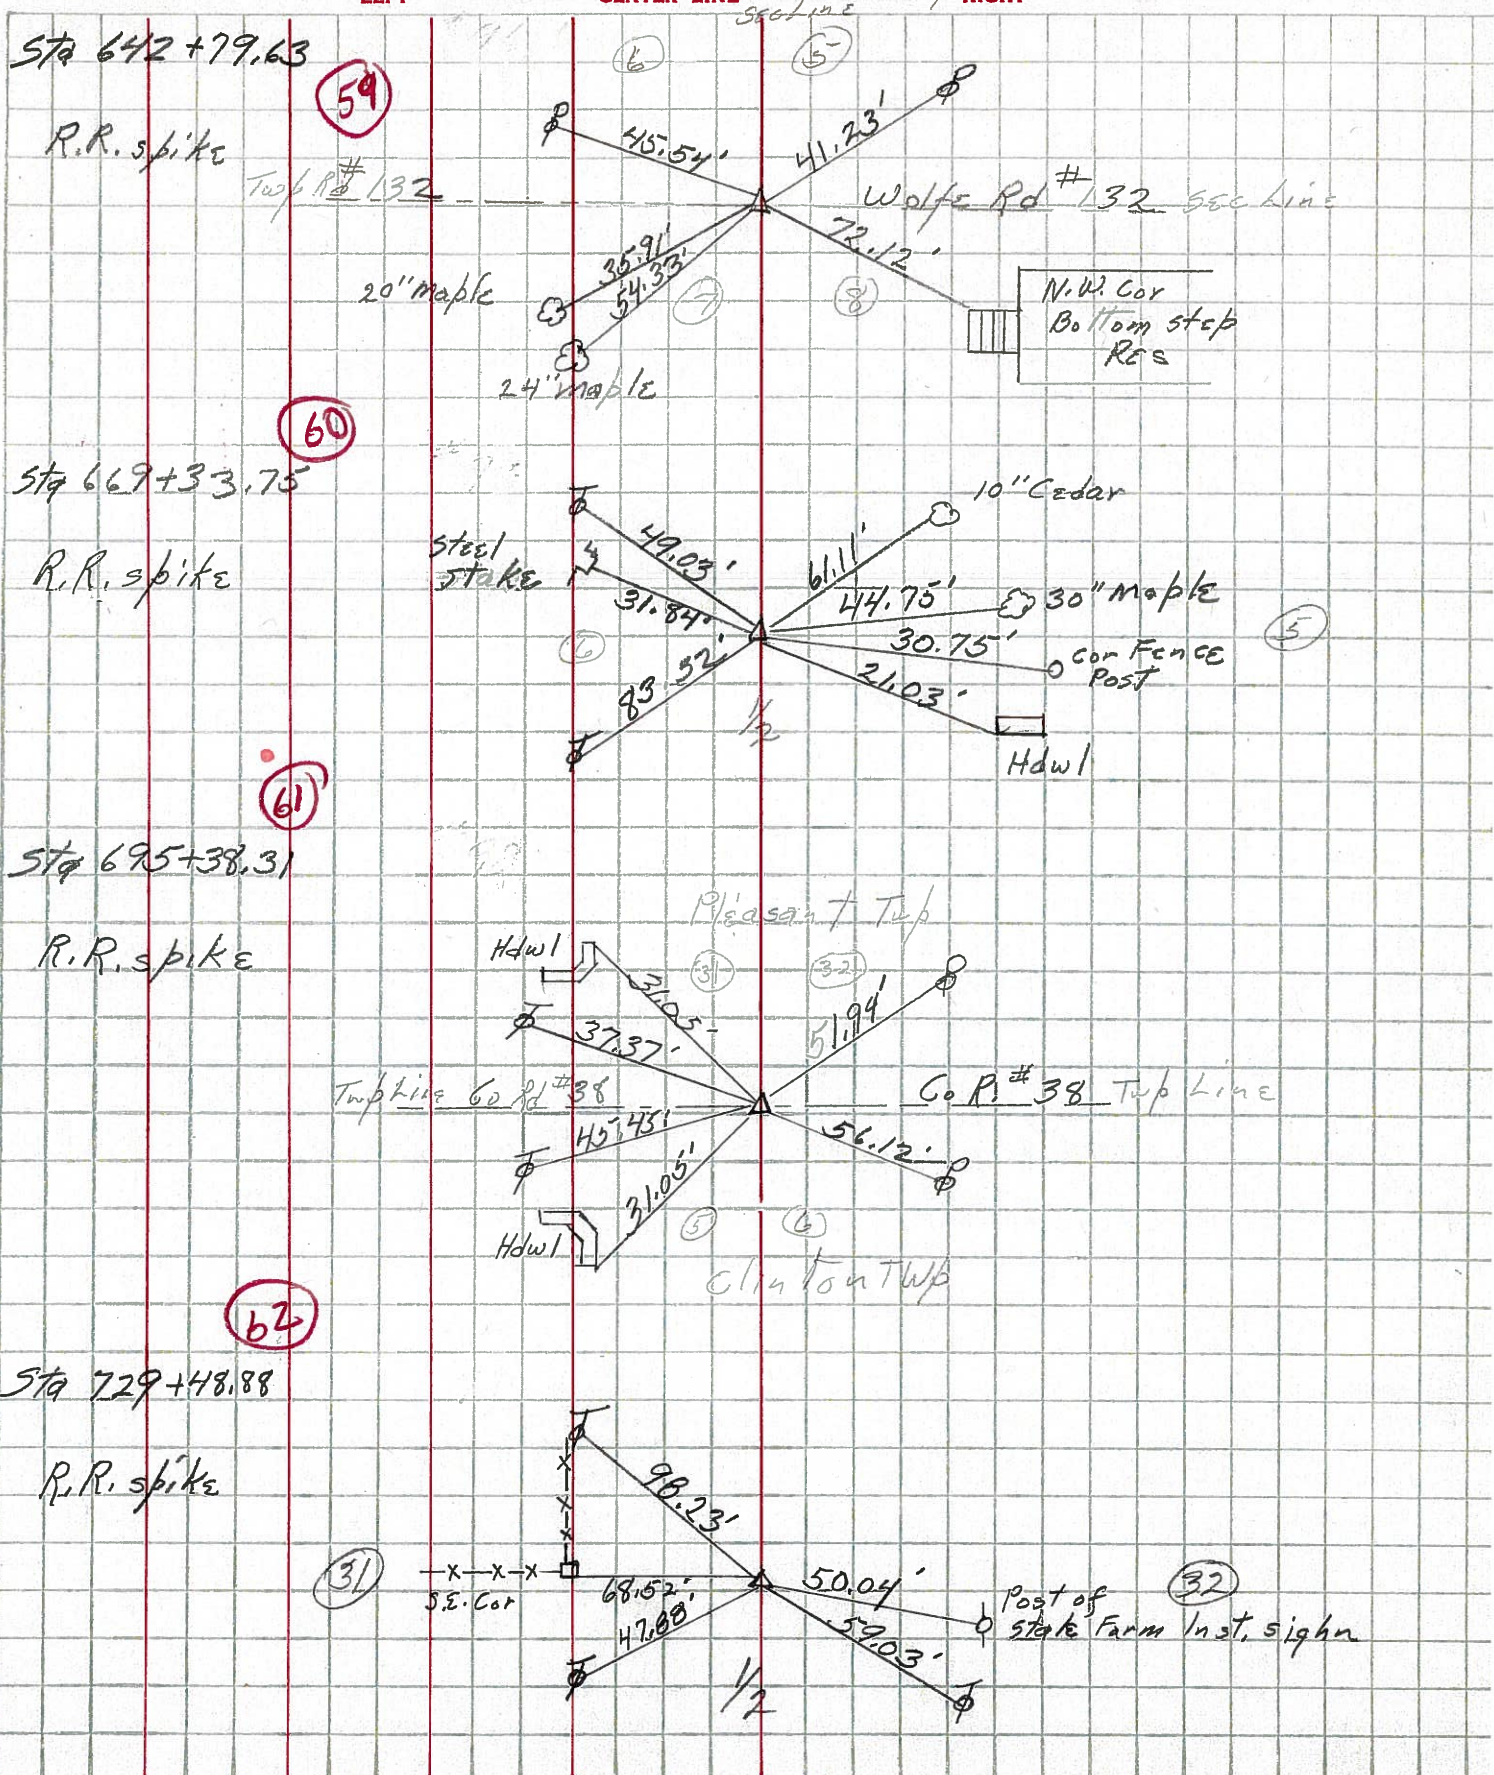 Sec Line
Sta 642+79.63
59
6
5
R.R. spike
45.54'
41.23'
Twp Rd # 132
Wolfe Rd # 132 Sec Line
35.91'
54.33'
72.12'
20" Maple
7
8
N.W. Cor
Bottom step
Res
24" Maple
60
Sta 669+33.75
10" Cedar
R.R. spike
Steel
Stake
49.03'
61.11'
31.84'
44.75'
30" Maple
30.75'
Cor Fence
Post
6
5
83.32'
21.03'
1/2
Hdwl
61
Sta 695+38.31
Pleasant Twp
R.R. spike
Hdwl
31
32
31.05'
37.37'
51.94'
Twp Line Co Rd #38
Co Rd # 38 Twp Line
45.45'
56.12'
31.05'
5
6
Hdwl
Clinton TWp
62
Sta 729+48.88
R.R. spike
98.23'
31
S.E. Cor
68.52'
50.04'
32
Post of
State Farm Inst. sighn
47.88'
59.03'
1/2